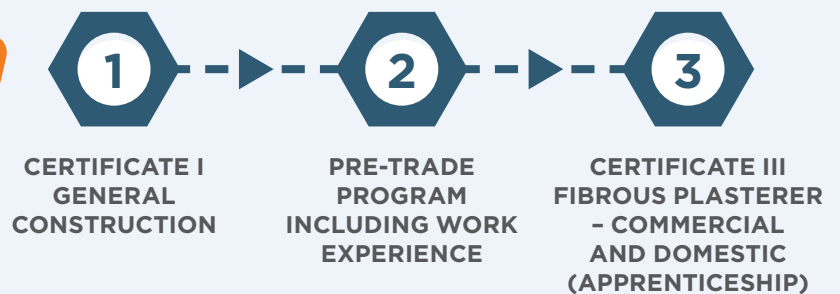 1
2
3
CERTIFICATE I
GENERAL
CONSTRUCTION
PRE-TRADE
PROGRAM
INCLUDING WORK
EXPERIENCE
CERTIFICATE III
FIBROUS PLASTERER
– COMMERCIAL
AND DOMESTIC
(APPRENTICESHIP)